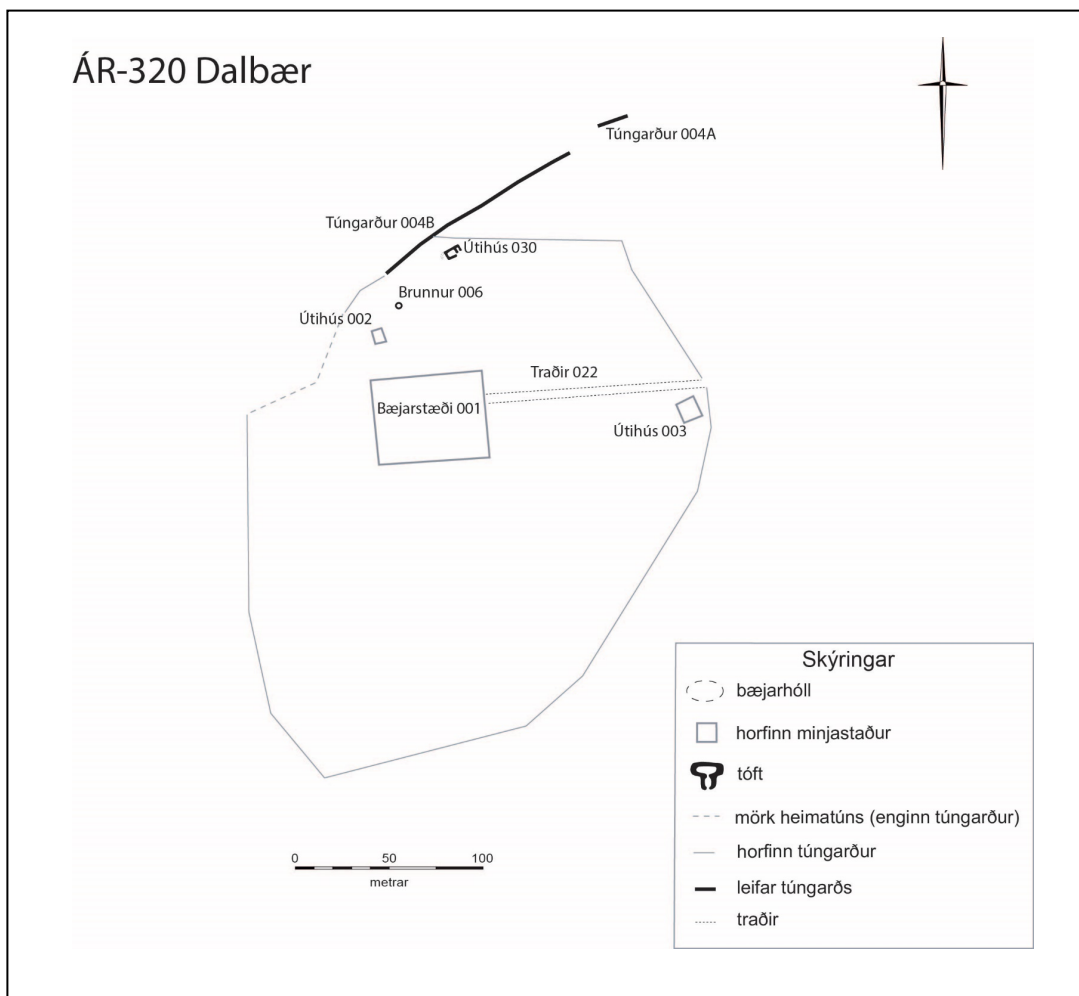 ÁR-320 Dalbær
Túngarður 004A
Túngarður 004B
Útihús 030
Brunnur 006
Útihús 002
Traðir 022
Bæjarstæði 001
Útihús 003
Skýringar
bæjarhóll
horfinn minjastaður
tóft
mörk heimatúns (enginn túngarður)
horfinn túngarður
leifar túngarðs
traðir
0 50 100
metrar